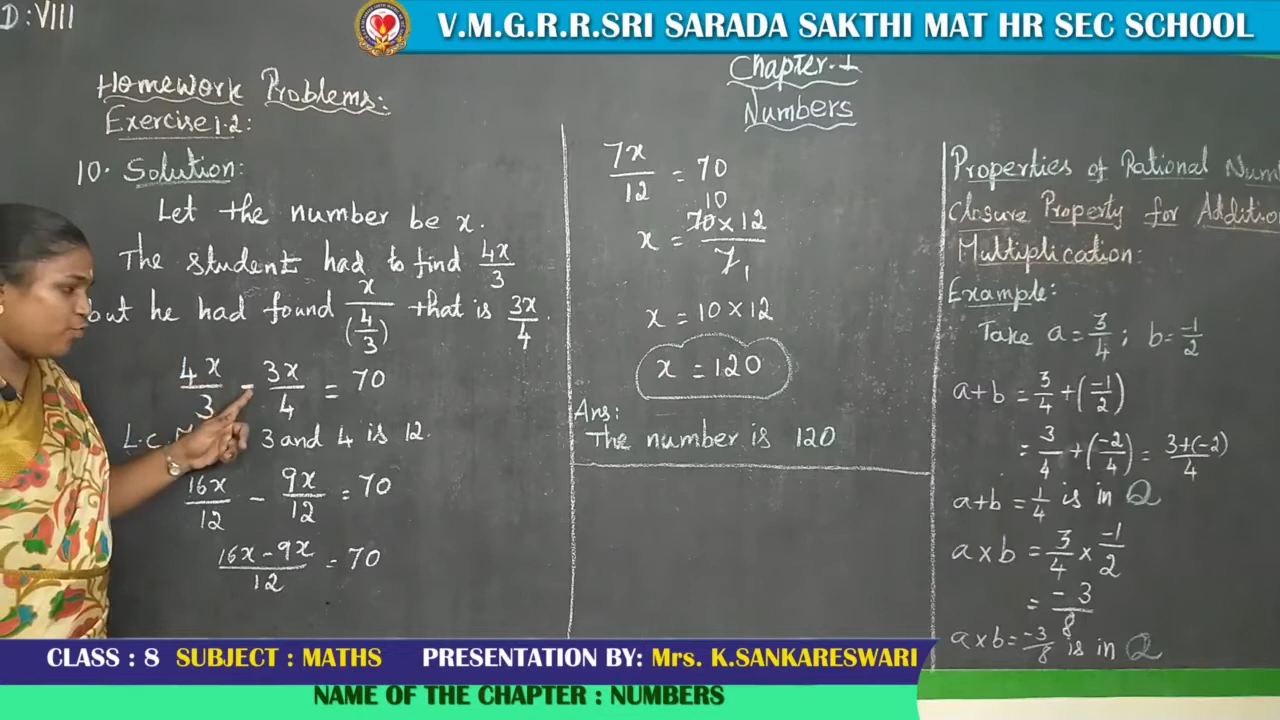 D:VIII
V.M.G.R.R.SRI SARADA SAKTHI MAT HR SEC SCHOOL
Homework Problems:
Exercise 1.2:
10. Solution:
Let the number be x.
The student had to find 4x/3
but he had found x/(4/3) that is 3x/4.
4x/3 - 3x/4 = 70
L.C.M 3 and 4 is 12.
16x/12 - 9x/12 = 70
16x-9x/12 = 70
Chapter-1
Numbers
7x/12 = 70
10
x = 70×12/7 1
x = 10×12
x = 120
Ans:
The number is 120
Properties of Rational Num
Closure Property for Additio
Multiplication:
Example:
Take a = 3/4 ; b = -1/2
a+b = 3/4 + (-1/2)
= 3/4 + (-2/4) = 3+(-2)/4
a+b = 1/4 is in Q
a×b = 3/4 × -1/2
= -3/8
a×b = -3/8 is in Q
CLASS : 8 SUBJECT : MATHS PRESENTATION BY: Mrs. K.SANKARESWARI
NAME OF THE CHAPTER : NUMBERS